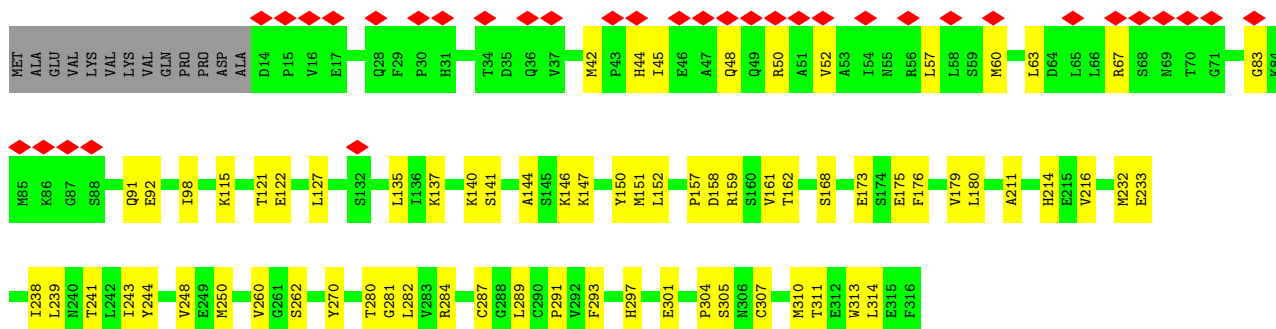 MET ALA GLU VAL LYS VAL LYS VAL GLN PRO PRO ASP ALA D14 P15 V16 E17 Q28 F29 P30 H31 T34 D35 Q36 V37 M42 P43 H44 I45 E46 A47 Q48 Q49 R50 A51 V52 A53 I54 N55 R56 L57 L58 S59 M60 L63 D64 L65 L66 R67 S68 N69 T70 G71 G83 K84
M85 K86 G87 S88 Q91 E92 I98 K115 T121 E122 L127 S132 L135 I136 K137 K140 S141 A144 S145 K146 K147 Y150 M151 L152 P157 D158 R159 S160 V161 T162 S168 E173 S174 E175 F176 V179 L180 A211 H214 E215 V216 M232 E233
I238 L239 N240 T241 L242 I243 Y244 V248 E249 M250 V260 G261 S262 Y270 T280 G281 L282 V283 R284 C287 G288 L289 C290 P291 V292 F293 H297 E301 P304 S305 N306 C307 M310 T311 E312 W313 L314 E315 F316